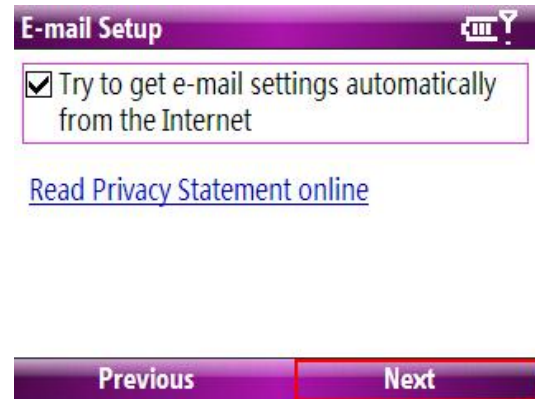 E-mail Setup
Try to get e-mail settings automatically
from the Internet
Read Privacy Statement online
Previous Next